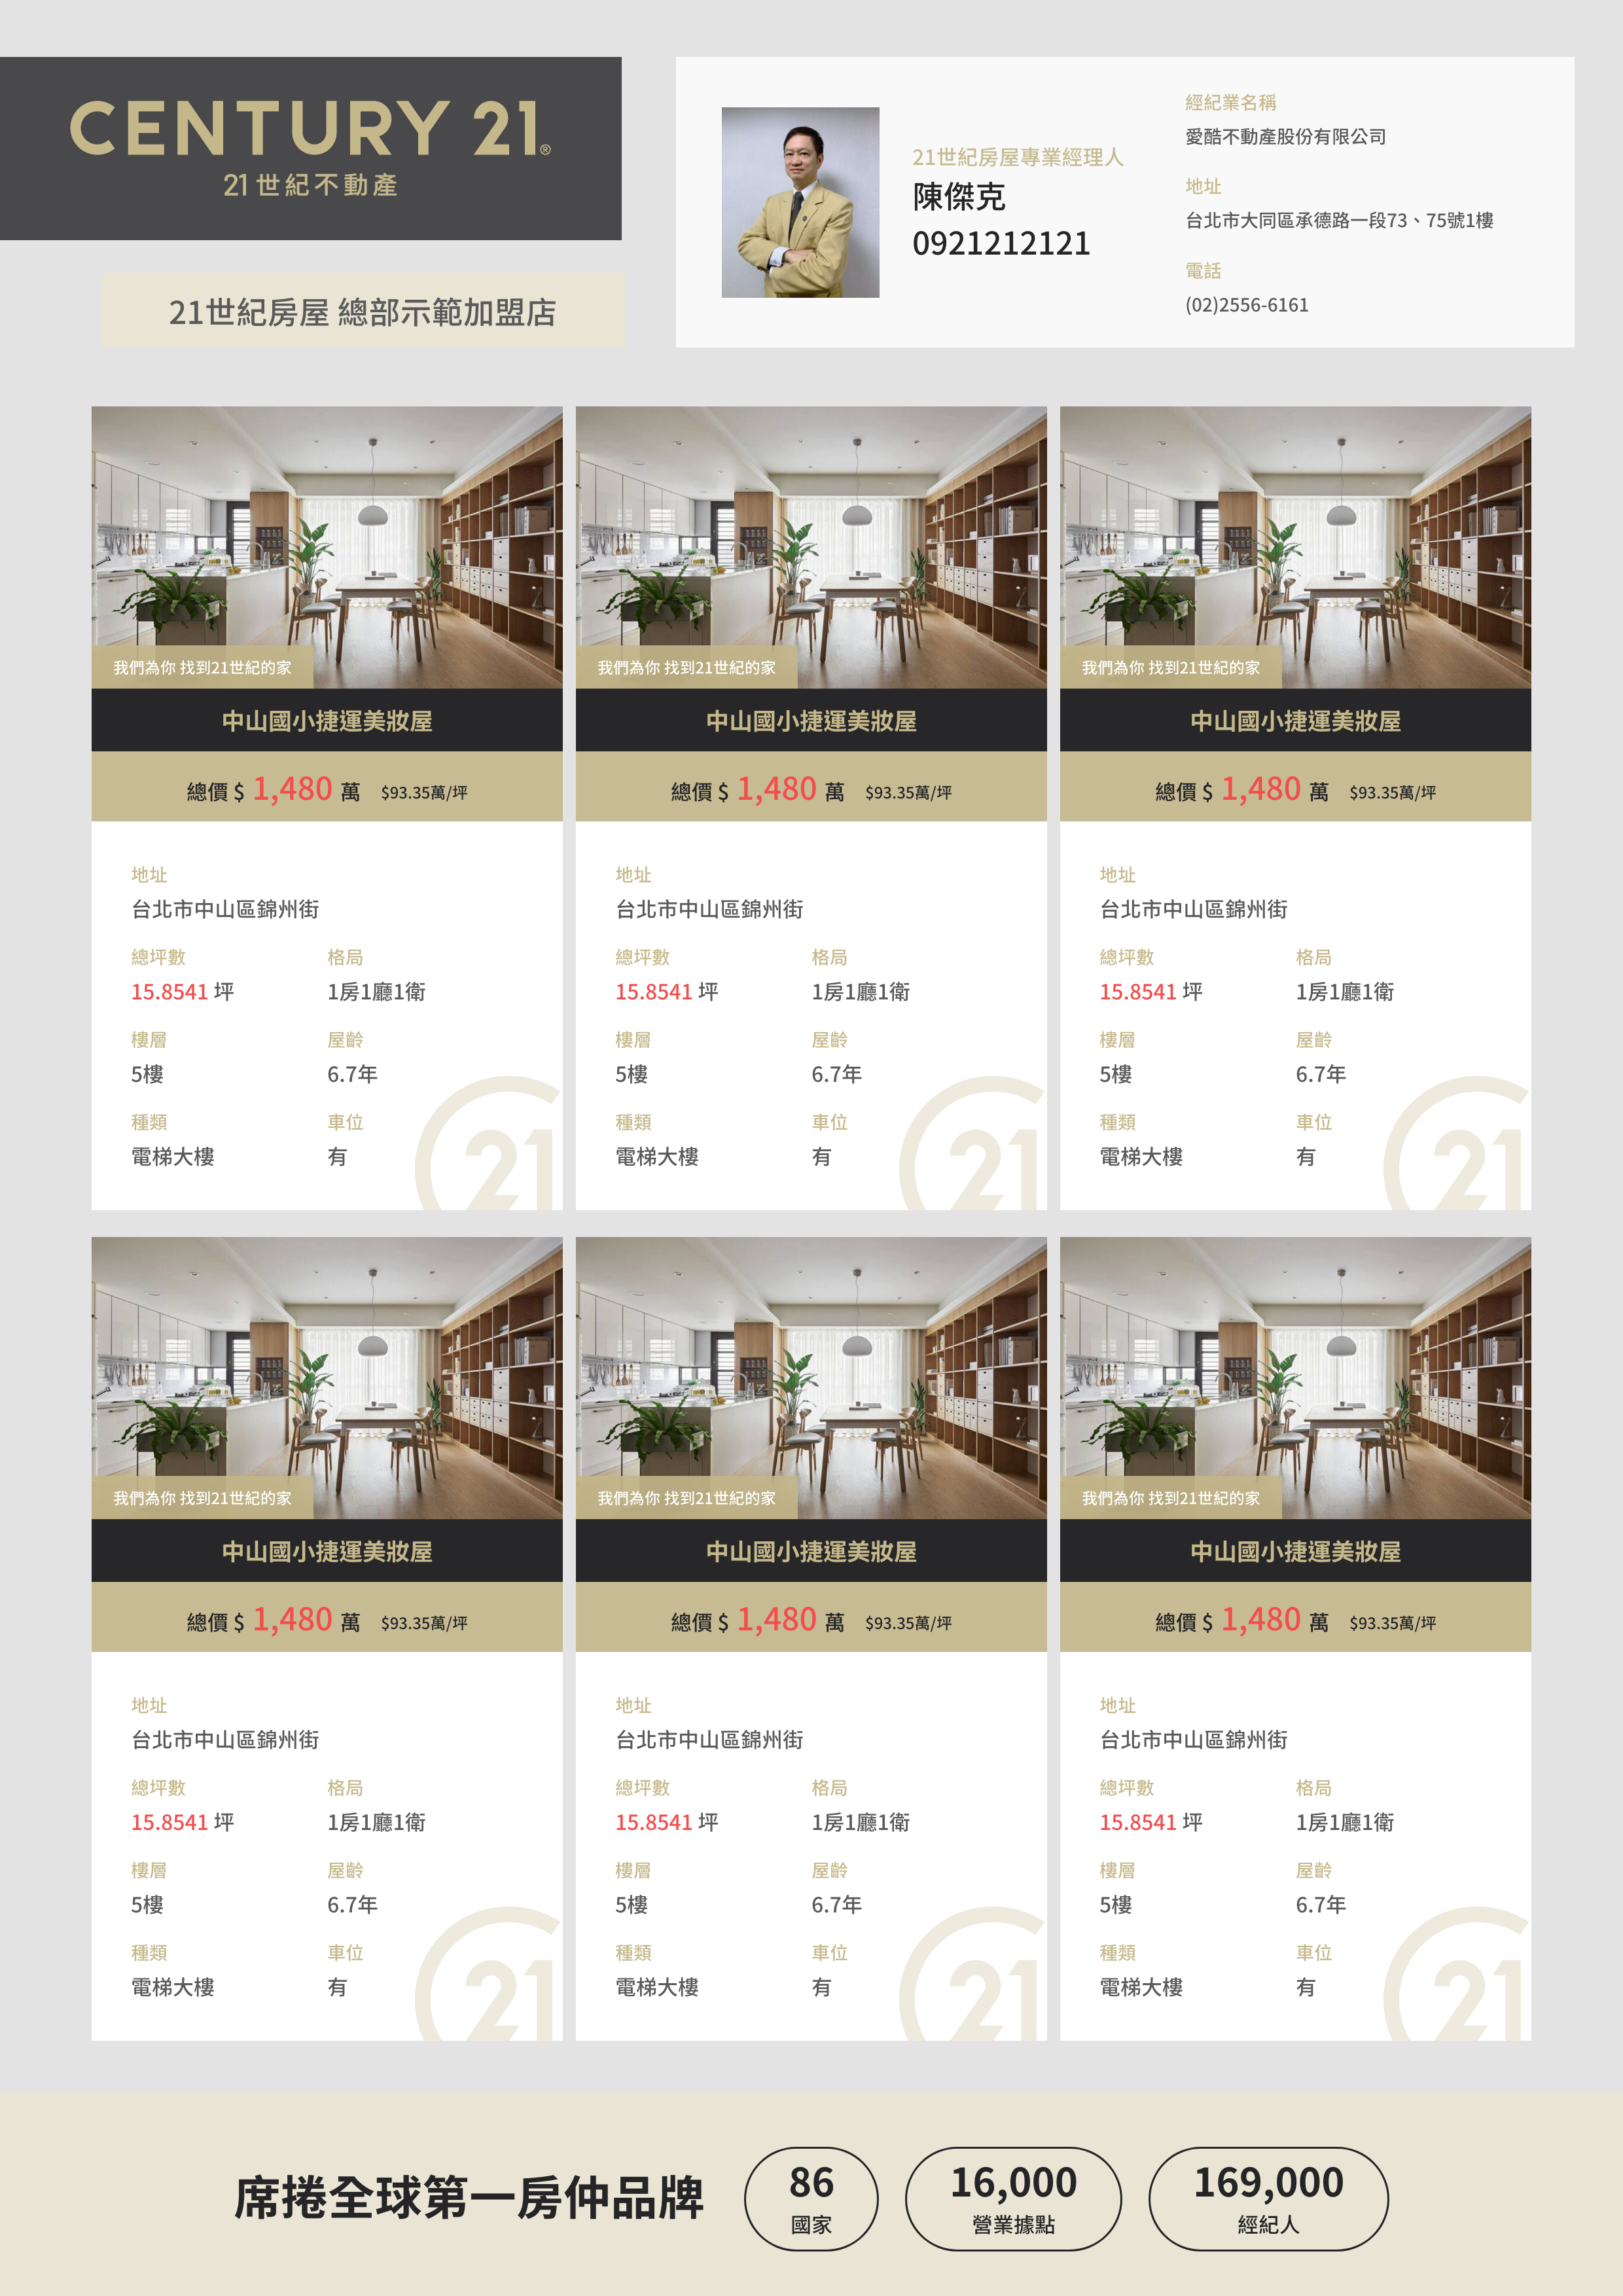 CENTURY 21®
21世紀不動產
21世紀房屋 總部示範加盟店
21世紀房屋專業經理人
陳傑克
0921212121
經紀業名稱
愛酷不動產股份有限公司
地址
台北市大同區承德路一段73、75號1樓
電話
(02)2556-6161
我們為你 找到21世紀的家
中山國小捷運美妝屋
總價 $ 1,480 萬 $93.35萬/坪
地址
台北市中山區錦州街
總坪數 格局
15.8541 坪 1房1廳1衛
樓層 屋齡
5樓 6.7年
種類 車位
電梯大樓 有
21
我們為你 找到21世紀的家
中山國小捷運美妝屋
總價 $ 1,480 萬 $93.35萬/坪
地址
台北市中山區錦州街
總坪數 格局
15.8541 坪 1房1廳1衛
樓層 屋齡
5樓 6.7年
種類 車位
電梯大樓 有
21
我們為你 找到21世紀的家
中山國小捷運美妝屋
總價 $ 1,480 萬 $93.35萬/坪
地址
台北市中山區錦州街
總坪數 格局
15.8541 坪 1房1廳1衛
樓層 屋齡
5樓 6.7年
種類 車位
電梯大樓 有
21
我們為你 找到21世紀的家
中山國小捷運美妝屋
總價 $ 1,480 萬 $93.35萬/坪
地址
台北市中山區錦州街
總坪數 格局
15.8541 坪 1房1廳1衛
樓層 屋齡
5樓 6.7年
種類 車位
電梯大樓 有
21
我們為你 找到21世紀的家
中山國小捷運美妝屋
總價 $ 1,480 萬 $93.35萬/坪
地址
台北市中山區錦州街
總坪數 格局
15.8541 坪 1房1廳1衛
樓層 屋齡
5樓 6.7年
種類 車位
電梯大樓 有
21
我們為你 找到21世紀的家
中山國小捷運美妝屋
總價 $ 1,480 萬 $93.35萬/坪
地址
台北市中山區錦州街
總坪數 格局
15.8541 坪 1房1廳1衛
樓層 屋齡
5樓 6.7年
種類 車位
電梯大樓 有
21
席捲全球第一房仲品牌
86
國家
16,000
營業據點
169,000
經紀人